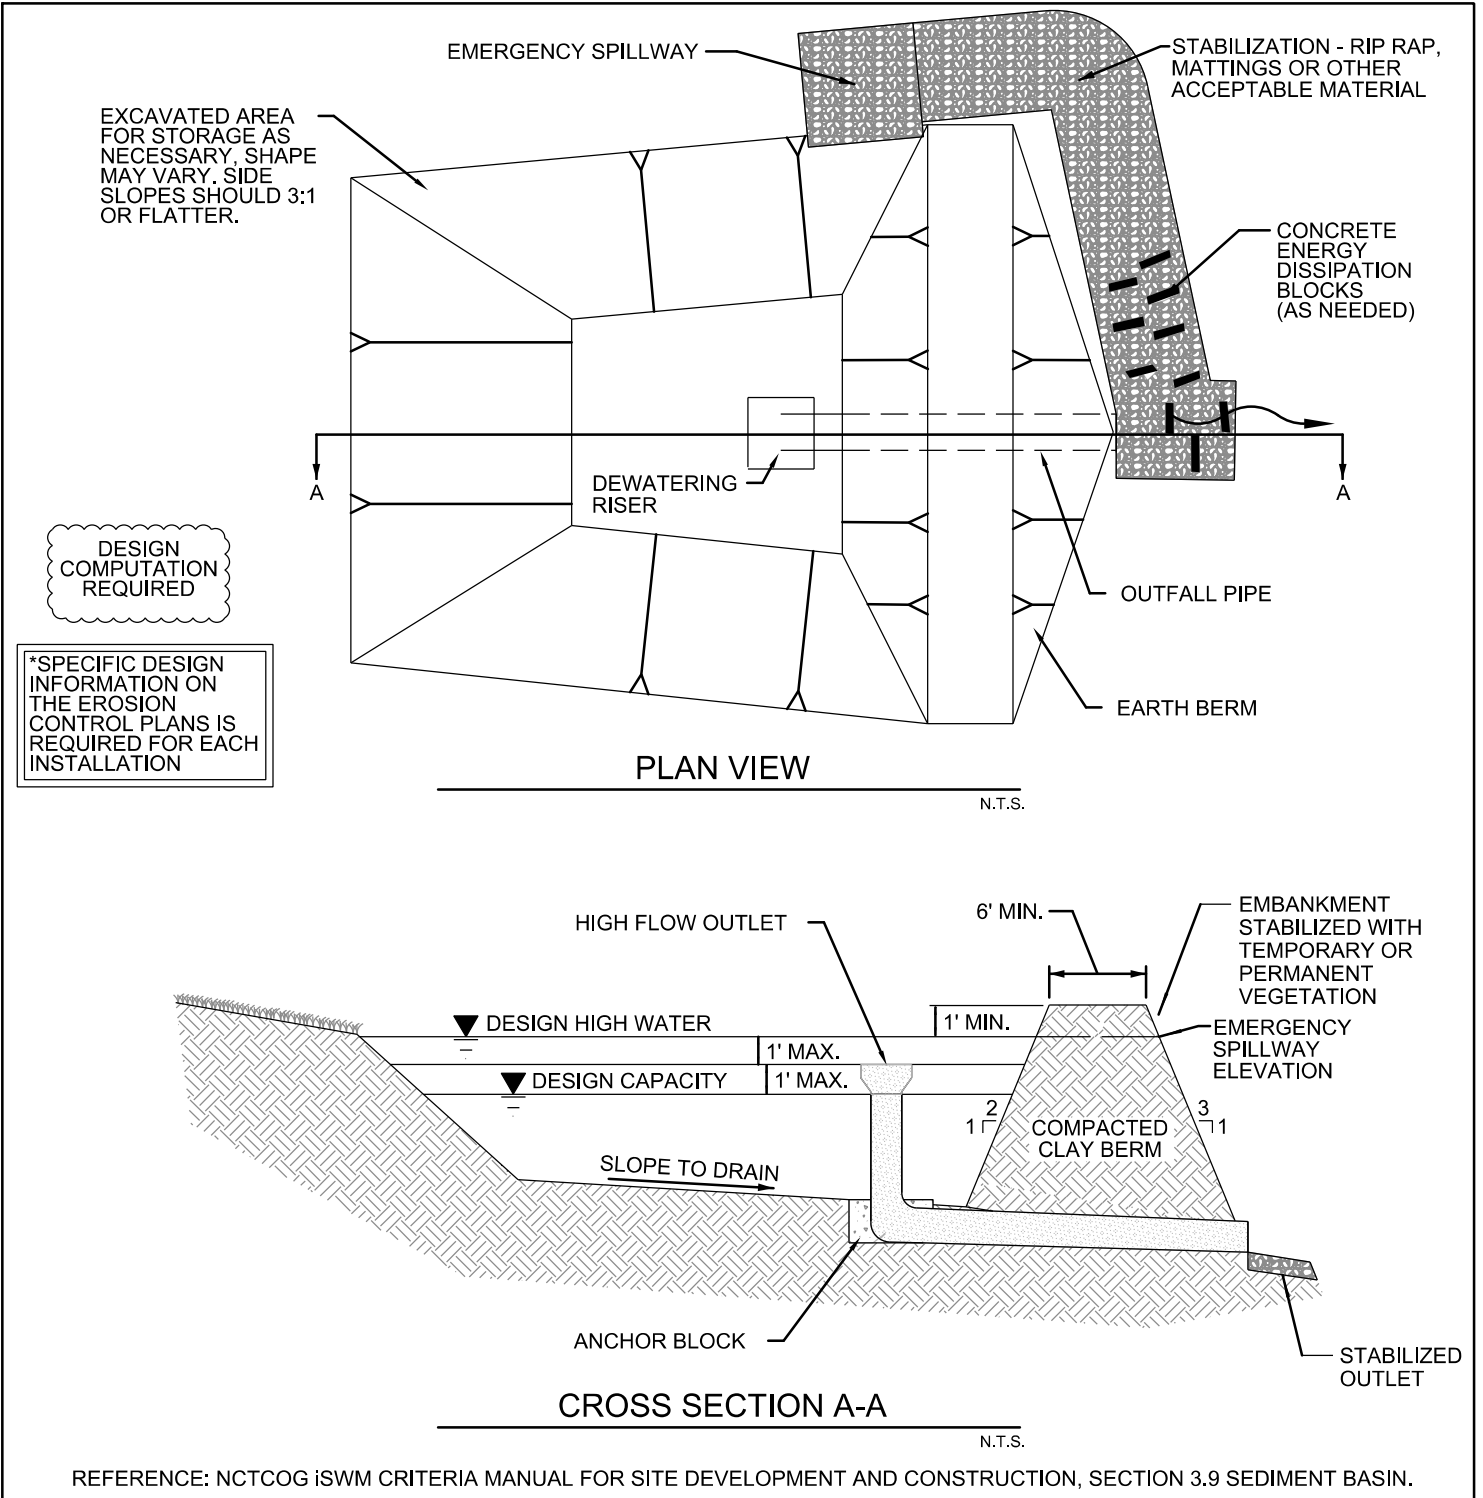 EMERGENCY SPILLWAY
STABILIZATION - RIP RAP,
MATTINGS OR OTHER
ACCEPTABLE MATERIAL
EXCAVATED AREA
FOR STORAGE AS
NECESSARY, SHAPE
MAY VARY. SIDE
SLOPES SHOULD 3:1
OR FLATTER.
CONCRETE
ENERGY
DISSIPATION
BLOCKS
(AS NEEDED)
A
A
DEWATERING
RISER
DESIGN
COMPUTATION
REQUIRED
OUTFALL PIPE
*SPECIFIC DESIGN
INFORMATION ON
THE EROSION
CONTROL PLANS IS
REQUIRED FOR EACH
INSTALLATION
EARTH BERM
PLAN VIEW
N.T.S.
HIGH FLOW OUTLET
6' MIN.
EMBANKMENT
STABILIZED WITH
TEMPORARY OR
PERMANENT
VEGETATION
DESIGN HIGH WATER
1' MIN.
EMERGENCY
SPILLWAY
ELEVATION
1' MAX.
DESIGN CAPACITY
1' MAX.
2
1
3
1
COMPACTED
CLAY BERM
SLOPE TO DRAIN
ANCHOR BLOCK
STABILIZED
OUTLET
CROSS SECTION A-A
N.T.S.
REFERENCE: NCTCOG iSWM CRITERIA MANUAL FOR SITE DEVELOPMENT AND CONSTRUCTION, SECTION 3.9 SEDIMENT BASIN.